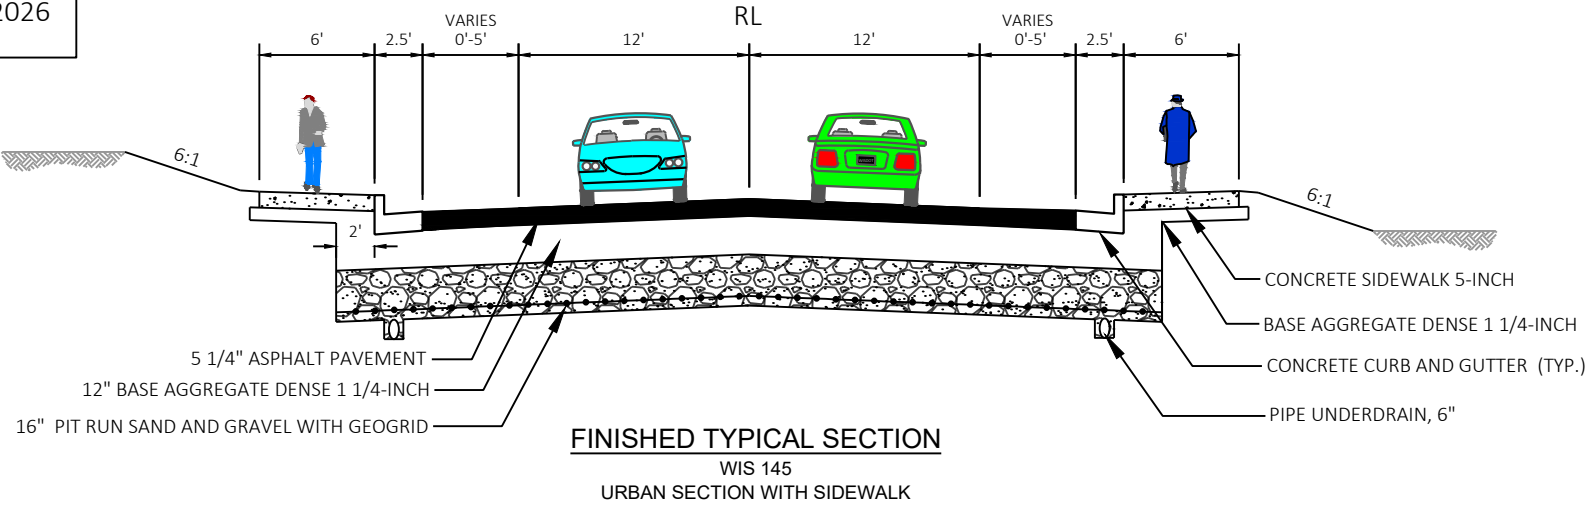 2026
RL
VARIES
VARIES
6'
2.5'
0'-5'
12'
12'
0'-5'
2.5'
6'
6:1
6:1
2'
CONCRETE SIDEWALK 5-INCH
BASE AGGREGATE DENSE 1 1/4-INCH
CONCRETE CURB AND GUTTER (TYP.)
PIPE UNDERDRAIN, 6"
5 1/4" ASPHALT PAVEMENT
12" BASE AGGREGATE DENSE 1 1/4-INCH
16" PIT RUN SAND AND GRAVEL WITH GEOGRID
FINISHED TYPICAL SECTION
WIS 145
URBAN SECTION WITH SIDEWALK